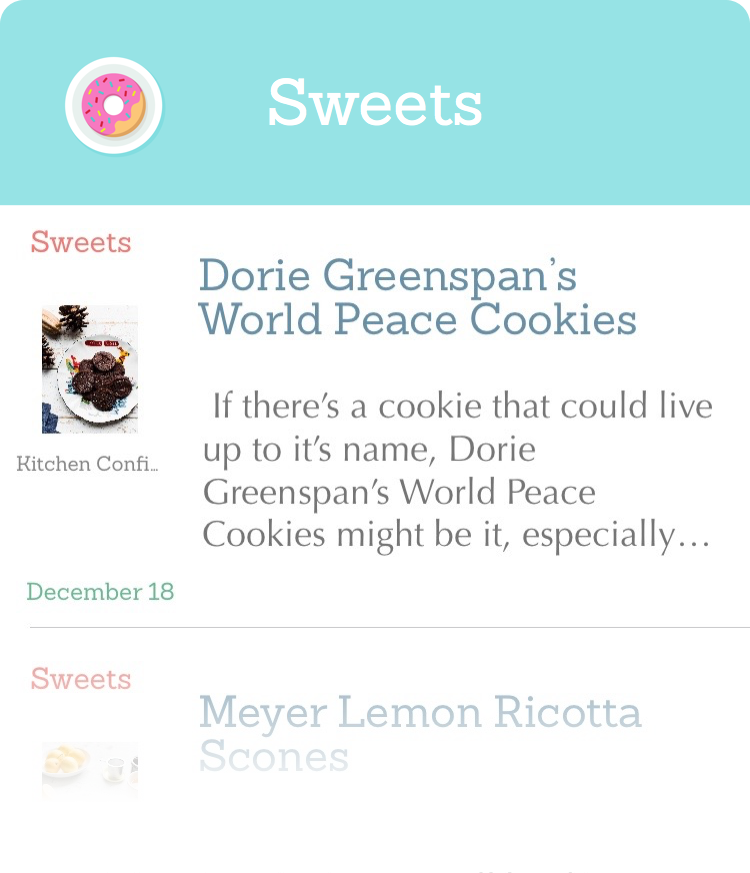 Sweets
Sweets
Dorie Greenspan’s
World Peace Cookies
If there’s a cookie that could live
up to it’s name, Dorie
Greenspan’s World Peace
Cookies might be it, especially…
Kitchen Confi…
December 18
Sweets
Meyer Lemon Ricotta
Scones